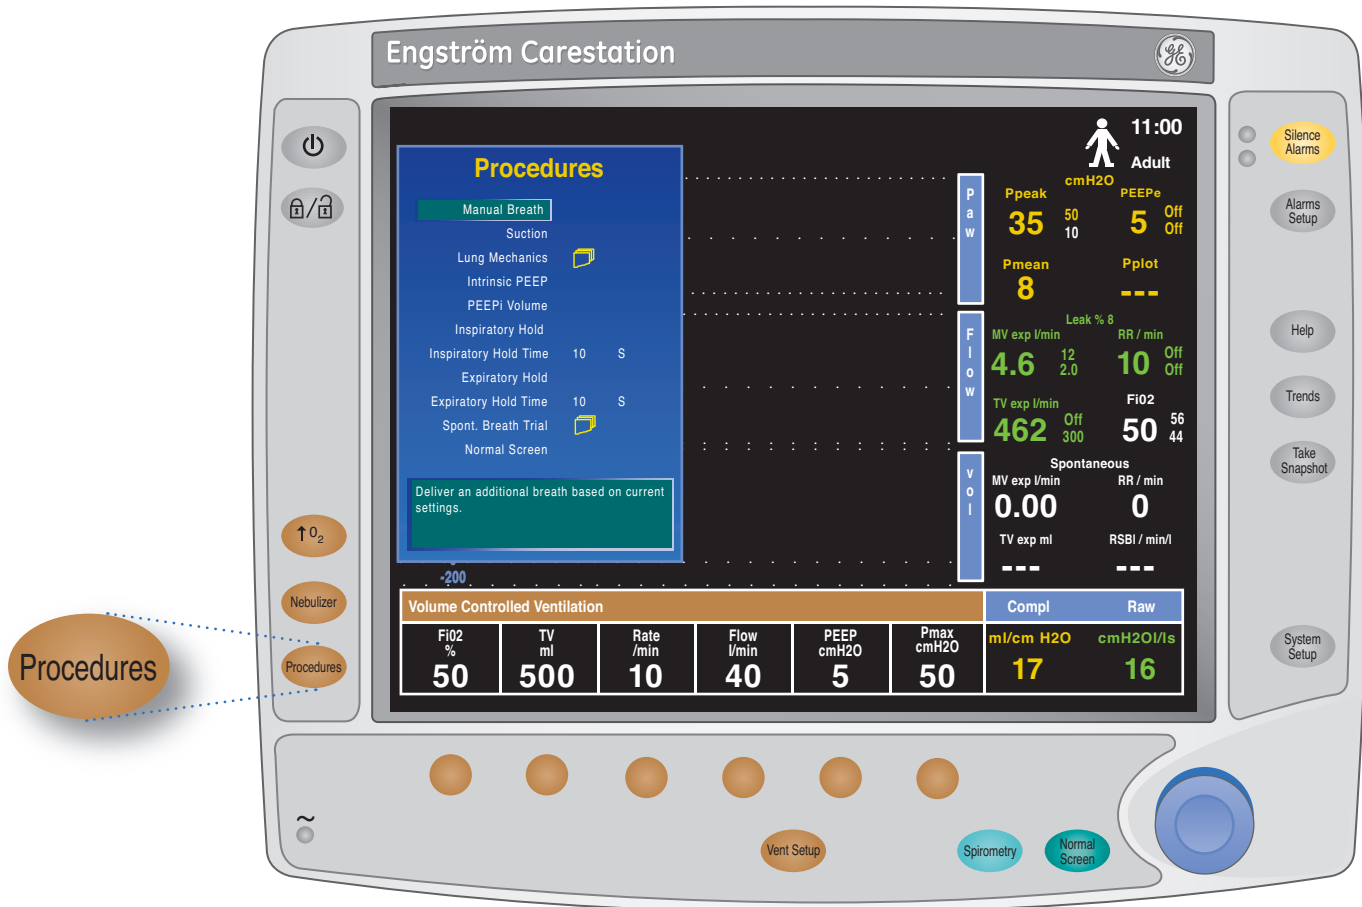 Engström Carestation
GE
11:00
Adult
Procedures
Manual Breath
Suction
Lung Mechanics
Intrinsic PEEP
PEEPi Volume
Inspiratory Hold
Inspiratory Hold Time 10 S
Expiratory Hold
Expiratory Hold Time 10 S
Spont. Breath Trial
Normal Screen
Deliver an additional breath based on current
settings.
-200
Paw
cmH2O
Ppeak PEEPe
35 50 10 5 Off Off
Pmean Pplot
8 ---
Flow
Leak % 8
MV exp l/min RR / min
4.6 12 2.0 10 Off Off
TV exp l/min Fi02
462 Off 300 50 56 44
vol
Spontaneous
MV exp l/min RR / min
0.00 0
TV exp ml RSBI / min/l
--- ---
Volume Controlled Ventilation Compl Raw
Fi02 % 50
TV ml 500
Rate /min 10
Flow l/min 40
PEEP cmH2O 5
Pmax cmH2O 50
ml/cm H2O 17
cmH2Ol/ls 16
↑O2
Nebulizer
Procedures
Procedures
Silence
Alarms
Alarms
Setup
Help
Trends
Take
Snapshot
System
Setup
~
Vent Setup
Spirometry
Normal
Screen